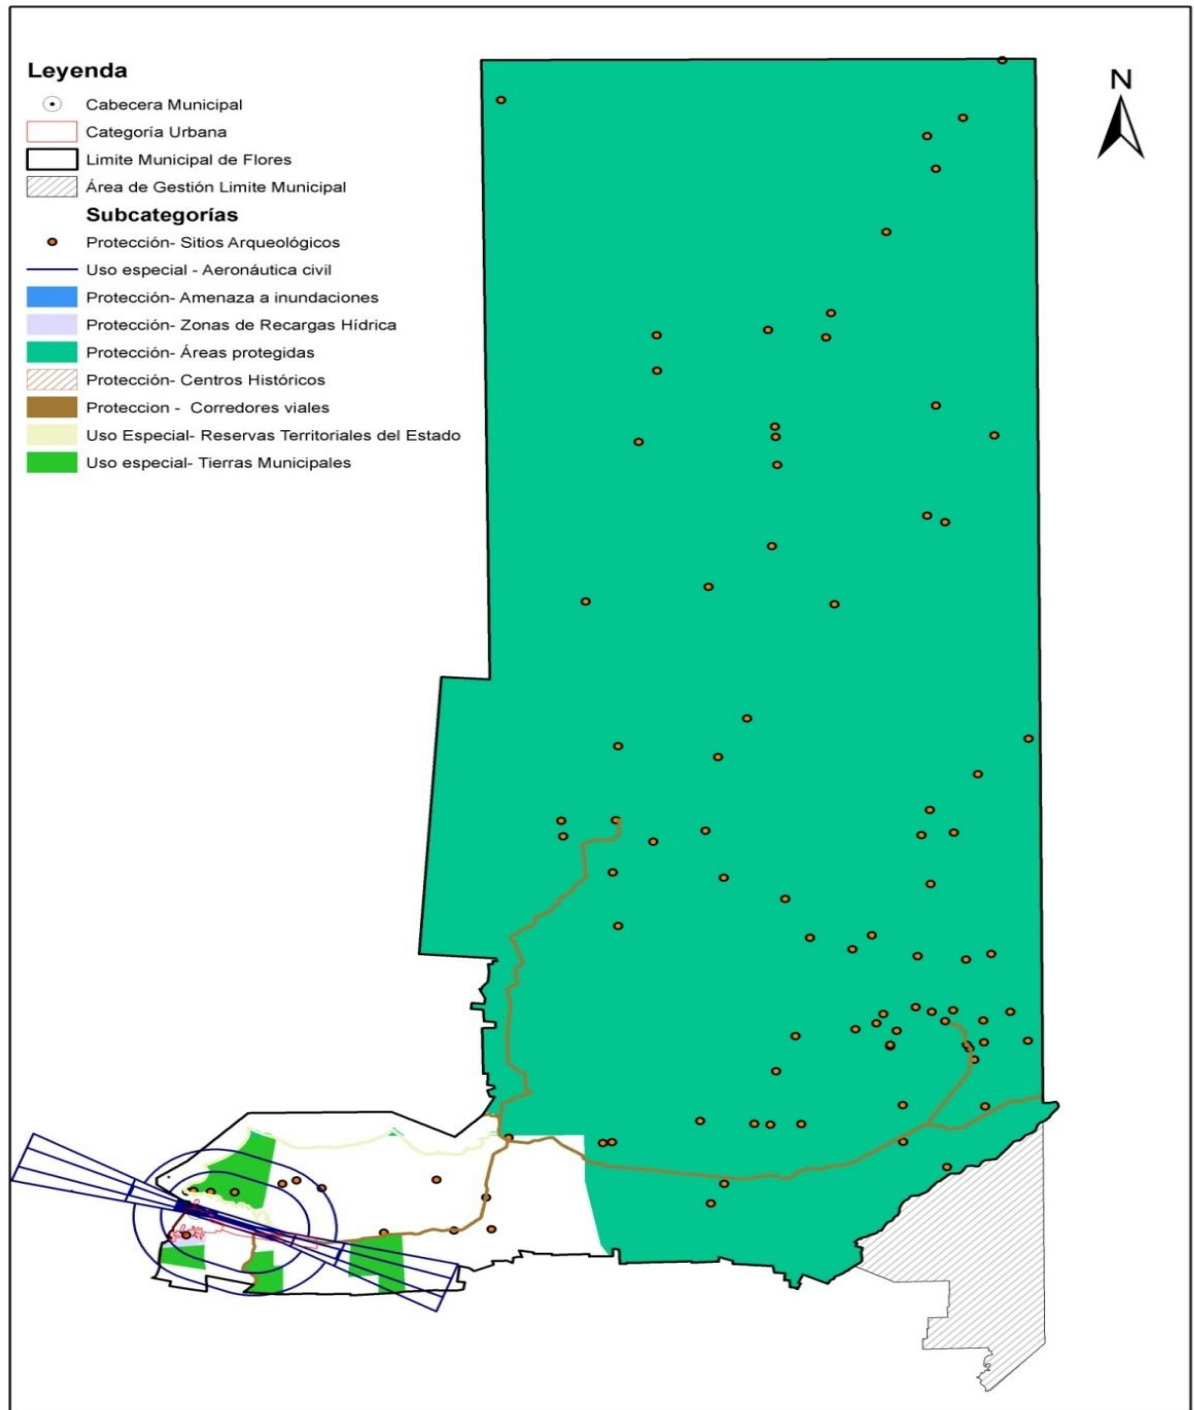 Leyenda
Cabecera Municipal
Categoría Urbana
Limite Municipal de Flores
Área de Gestión Limite Municipal
Subcategorías
Protección- Sitios Arqueológicos
Uso especial - Aeronáutica civil
Protección- Amenaza a inundaciones
Protección- Zonas de Recargas Hídrica
Protección- Áreas protegidas
Protección- Centros Históricos
Proteccion -  Corredores viales
Uso Especial- Reservas Territoriales del Estado
Uso especial- Tierras Municipales
N